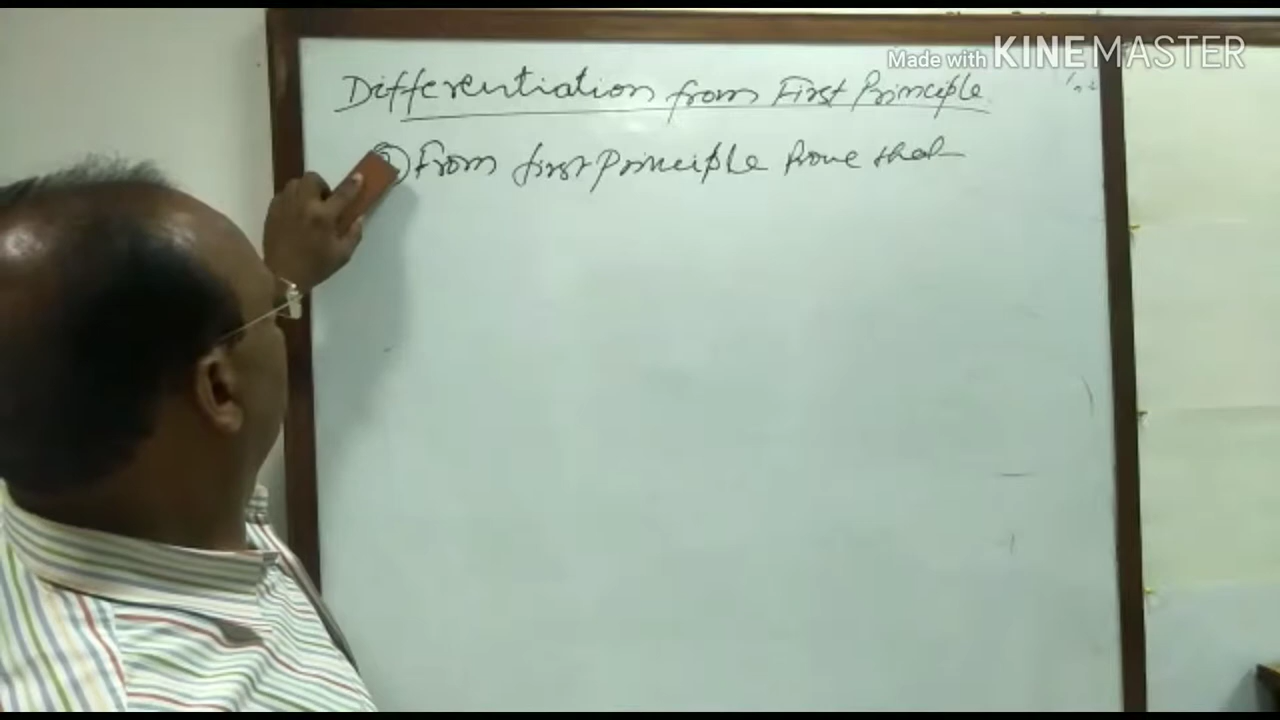 Made with KINEMASTER
Differentiation from First Principle
From first Principle Prove that